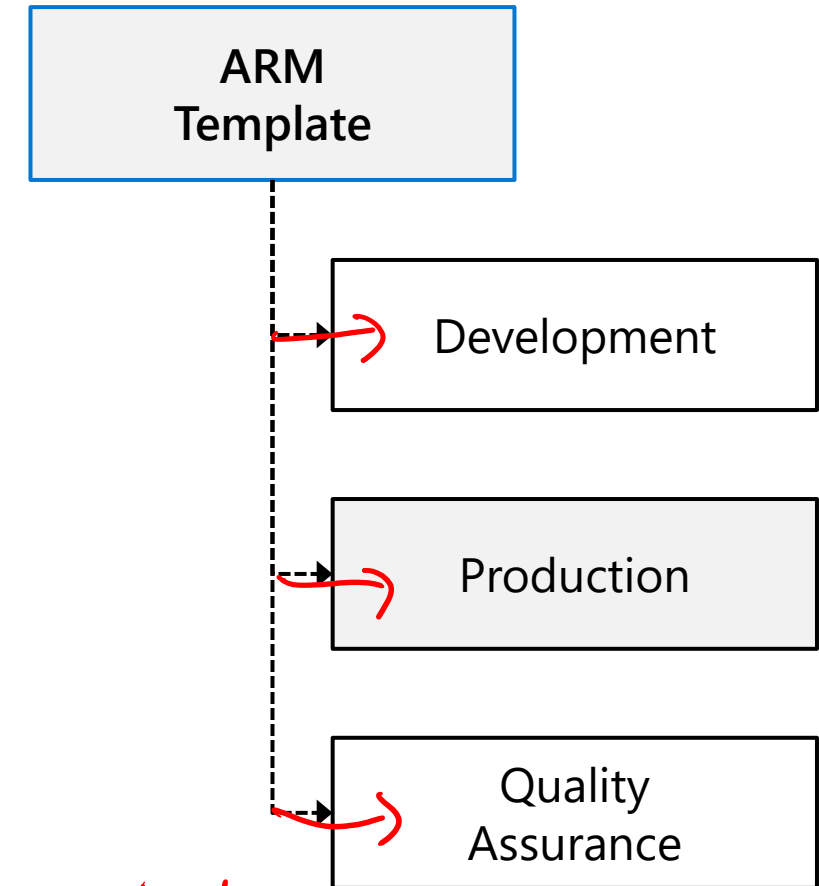 ARM
Template
Development
Production
Quality
Assurance